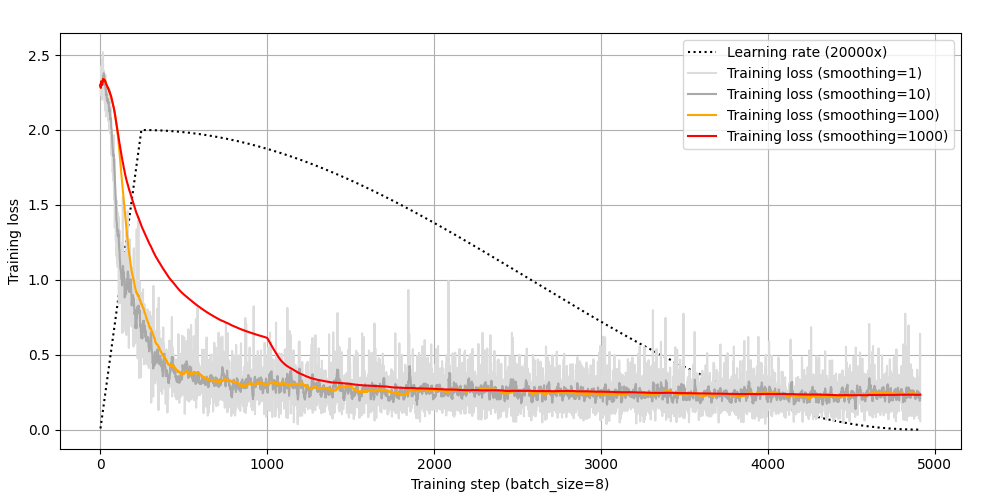 2.5
2.0
1.5
1.0
0.5
0.0
Training loss
Learning rate (20000x)
Training loss (smoothing=1)
Training loss (smoothing=10)
Training loss (smoothing=100)
Training loss (smoothing=1000)
0
1000
2000
3000
4000
5000
Training step (batch_size=8)